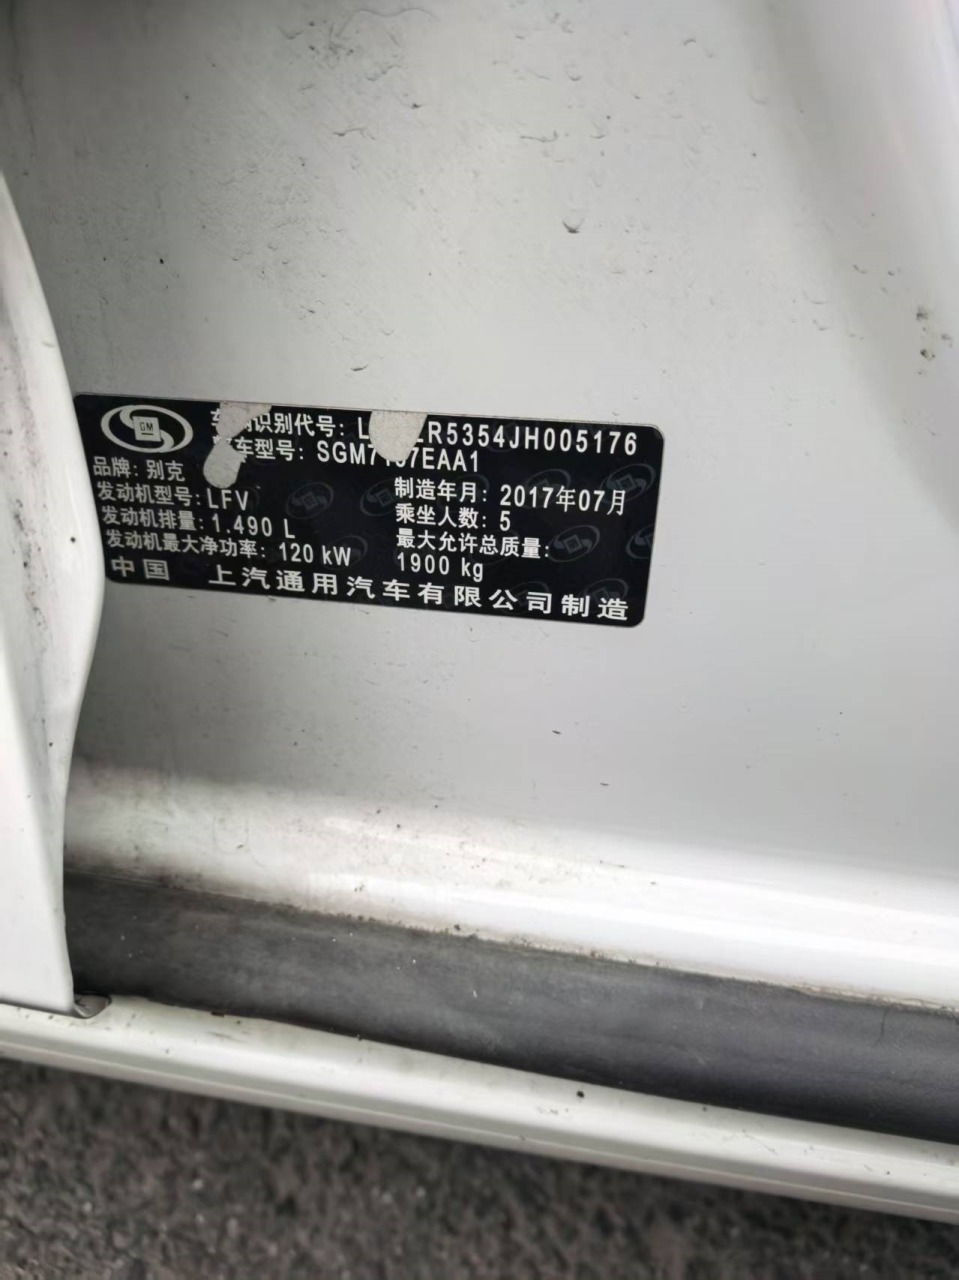 GM
识别代号: L R5354JH005176
车型号: SGM7 7EAA1
品牌: 别克
发动机型号: LFV
制造年月: 2017年07月
发动机排量: 1.490 L
乘坐人数: 5
发动机最大净功率: 120 kW
最大允许总质量:
1900 kg
中国 上汽通用汽车有限公司制造